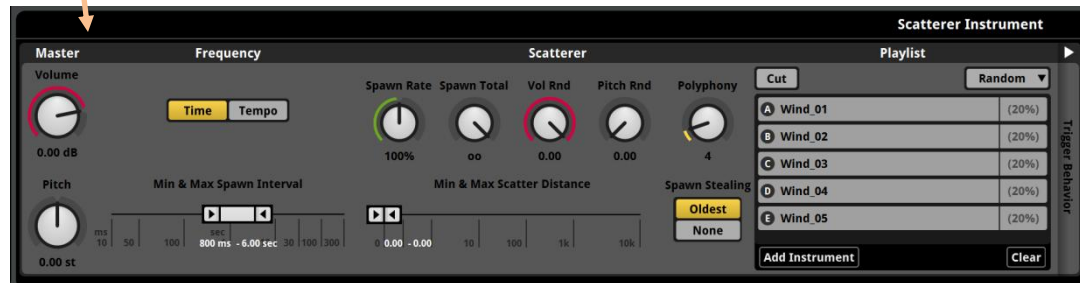 Scatterer Instrument
Master
Frequency
Scatterer
Playlist
Volume
0.00 dB
Pitch
0.00 st
Time Tempo
Min & Max Spawn Interval
ms sec
10 50 100 800 ms - 6.00 sec 30 100 300
Spawn Rate Spawn Total Vol Rnd Pitch Rnd Polyphony
100% oo 0.00 0.00 4
Min & Max Scatter Distance
0 0.00 - 0.00 10 100 1k 10k
Spawn Stealing
Oldest
None
Cut Random
A Wind_01 (20%)
B Wind_02 (20%)
C Wind_03 (20%)
D Wind_04 (20%)
E Wind_05 (20%)
Add Instrument Clear
Trigger Behavior